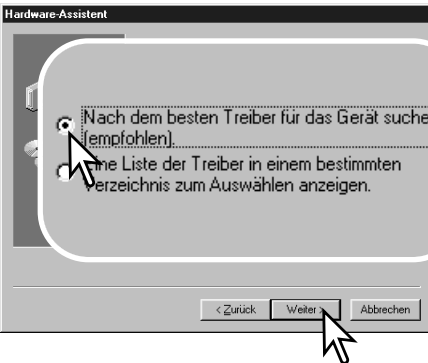 Hardware-Assistent
Nach dem besten Treiber für das Gerät suche
(empfohlen).
ine Liste der Treiber in einem bestimmten
Verzeichnis zum Auswählen anzeigen.
< Zurück Weiter > Abbrechen